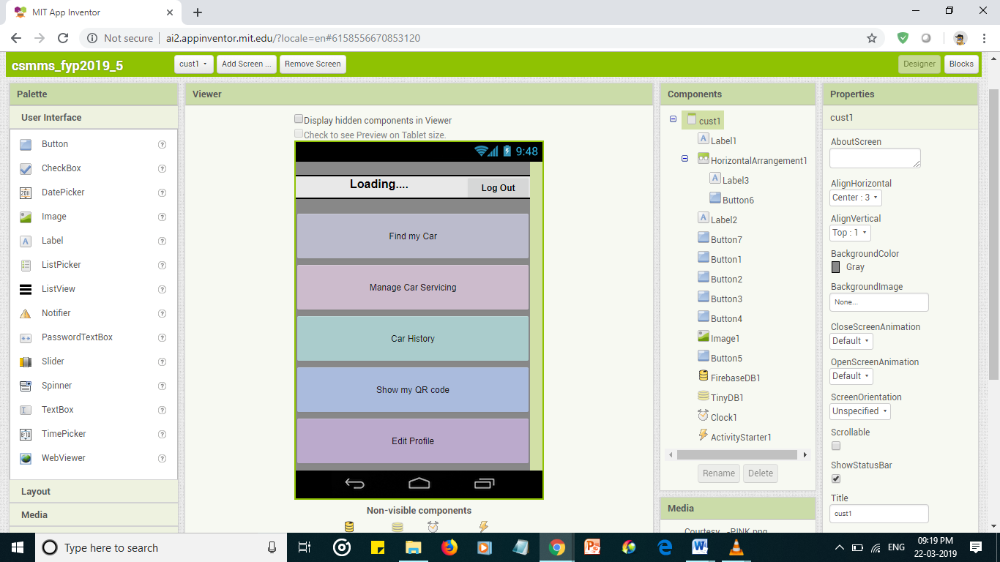 MIT App Inventor
Not secure | ai2.appinventor.mit.edu/?locale=en#6158556670853120
csmms_fyp2019_5
cust1
Add Screen ...
Remove Screen
Designer
Blocks
Palette
User Interface
Button
CheckBox
DatePicker
Image
Label
ListPicker
ListView
Notifier
PasswordTextBox
Slider
Spinner
TextBox
TimePicker
WebViewer
Layout
Media
Viewer
Display hidden components in Viewer
Check to see Preview on Tablet size.
9:48
Loading....
Log Out
Find my Car
Manage Car Servicing
Car History
Show my QR code
Edit Profile
Non-visible components
Components
cust1
Label1
HorizontalArrangement1
Label3
Button6
Label2
Button7
Button1
Button2
Button3
Button4
Image1
Button5
FirebaseDB1
TinyDB1
Clock1
ActivityStarter1
Rename
Delete
Media
Properties
cust1
AboutScreen
AlignHorizontal
Center : 3
AlignVertical
Top : 1
BackgroundColor
Gray
BackgroundImage
None...
CloseScreenAnimation
Default
OpenScreenAnimation
Default
ScreenOrientation
Unspecified
Scrollable
ShowStatusBar
Title
cust1
Type here to search
ENG
09:19 PM
22-03-2019